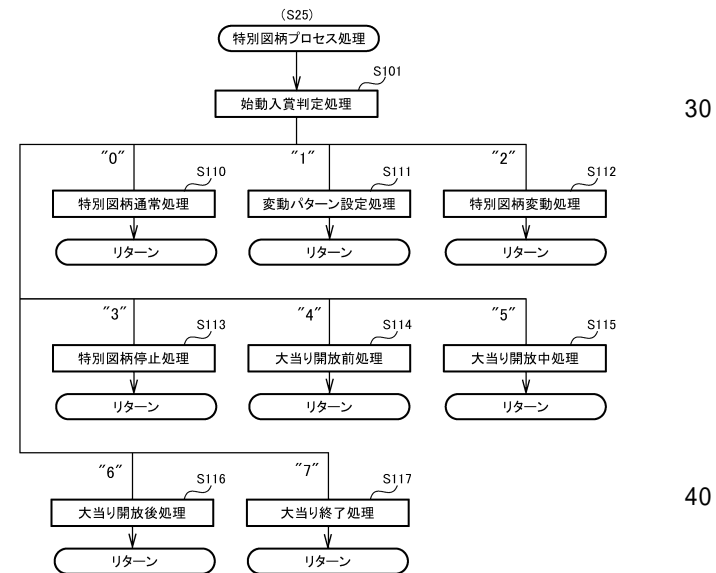 (S25)
特別図柄プロセス処理
S101
始動入賞判定処理
30
"0" "1" "2"
S110 S111 S112
特別図柄通常処理 変動パターン設定処理 特別図柄変動処理
リターン リターン リターン
"3" "4" "5"
S113 S114 S115
特別図柄停止処理 大当り開放前処理 大当り開放中処理
リターン リターン リターン
"6" "7"
S116 S117
大当り開放後処理 大当り終了処理
40
リターン リターン